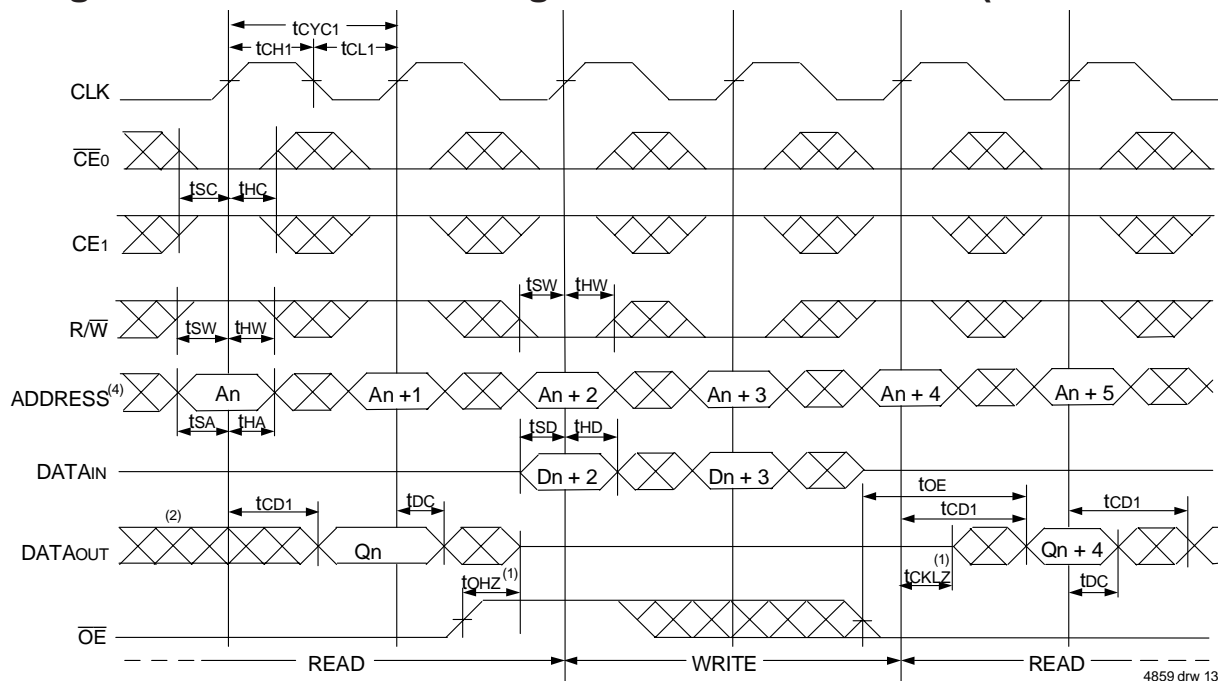 tCYC1
tCH1 tCL1
CLK
CE0
tSC tHC
CE1
tSW tHW
R/W
tSW tHW
ADDRESS(4) An An +1 An + 2 An + 3 An + 4 An + 5
tSA tHA tSD tHD
DATAIN Dn + 2 Dn + 3
tOE
tCD1 tDC tCD1 tCD1
(2)
DATAOUT Qn Qn + 4
tOHZ(1) tCKLZ(1) tDC
OE
READ WRITE READ
4859 drw 13